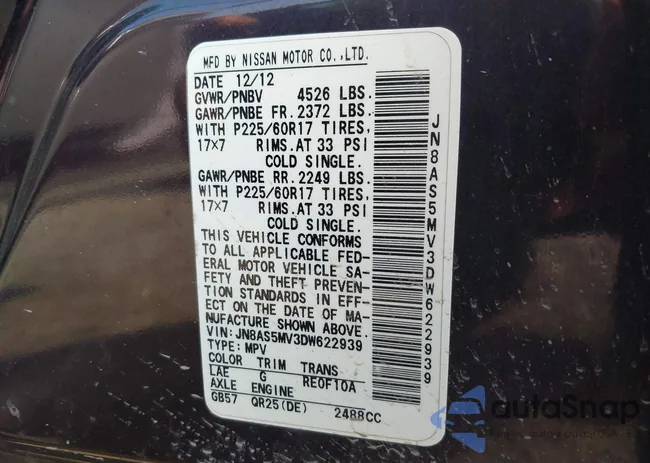 MFD BY NISSAN MOTOR CO.,LTD.
DATE 12/12
GVWR/PNBV 4526 LBS.
GAWR/PNBE FR. 2372 LBS.
WITH P225/60R17 TIRES,
17x7 RIMS.AT 33 PSI
COLD SINGLE.
GAWR/PNBE RR. 2249 LBS.
WITH P225/60R17 TIRES,
17x7 RIMS.AT 33 PSI
COLD SINGLE.
THIS VEHICLE CONFORMS
TO ALL APPLICABLE FED-
ERAL MOTOR VEHICLE SA-
FETY AND THEFT PREVEN-
TION STANDARDS IN EFF-
ECT ON THE DATE OF MA-
NUFACTURE SHOWN ABOVE.
VIN: JN8AS5MV3DW622939
TYPE: MPV
COLOR TRIM TRANS
LAE G RE0F10A
AXLE ENGINE
GB57 QR25(DE) 2488CC
JN8AS5MV3DW622939
autoSnap